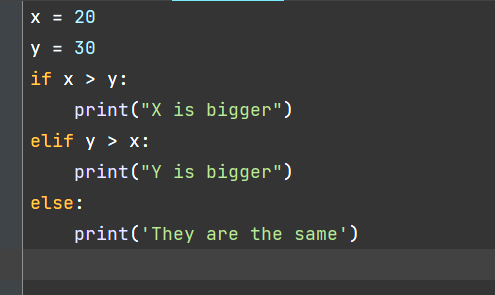 x = 20
y = 30
if x > y:
    print("X is bigger")
elif y > x:
    print("Y is bigger")
else:
    print('They are the same')